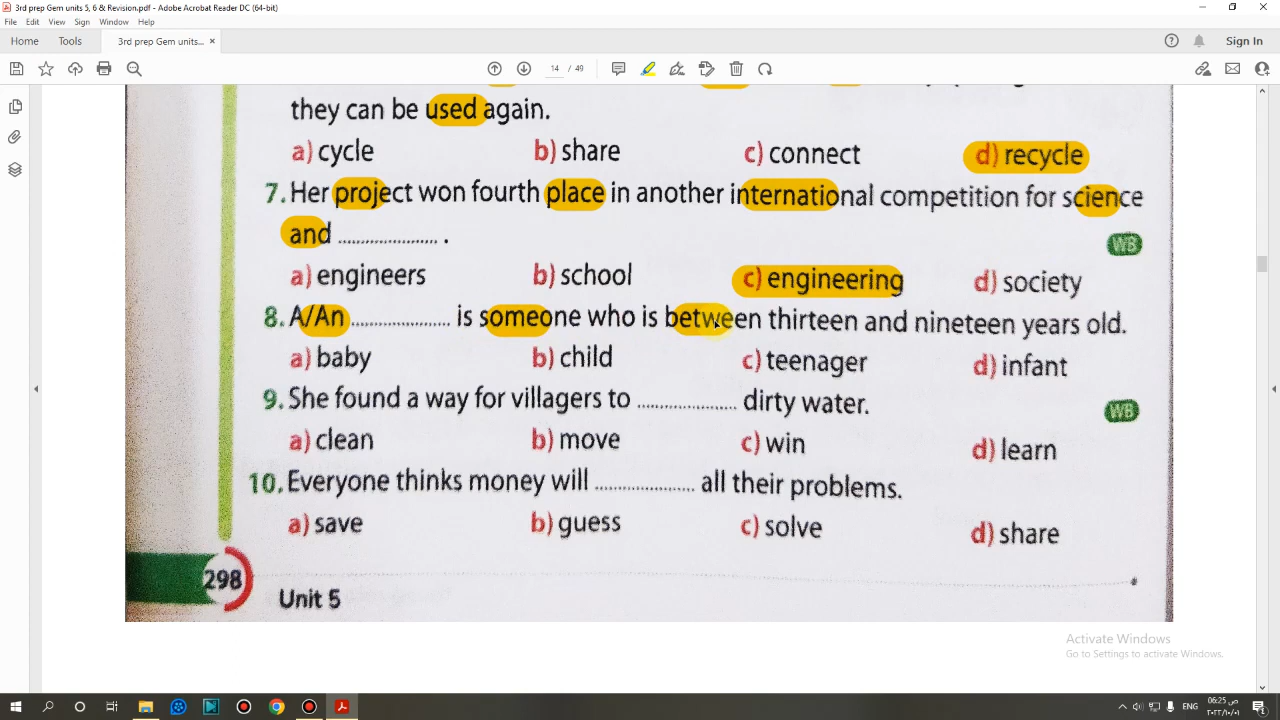 3rd prep Gem units 5, 6 & Revision.pdf - Adobe Acrobat Reader DC (64-bit)
File Edit View Sign Window Help
Home Tools 3rd prep Gem units... × Sign In
14 / 49
they can be used again.
a) cycle b) share c) connect d) recycle
7. Her project won fourth place in another international competition for science
and ..................... .
WB
a) engineers b) school c) engineering d) society
8. A/An ..................... is someone who is between thirteen and nineteen years old.
a) baby b) child c) teenager d) infant
9. She found a way for villagers to ..................... dirty water.
WB
a) clean b) move c) win d) learn
10. Everyone thinks money will ..................... all their problems.
a) save b) guess c) solve d) share
298
Unit 5
Activate Windows
Go to Settings to activate Windows.
ENG
06:25 ص